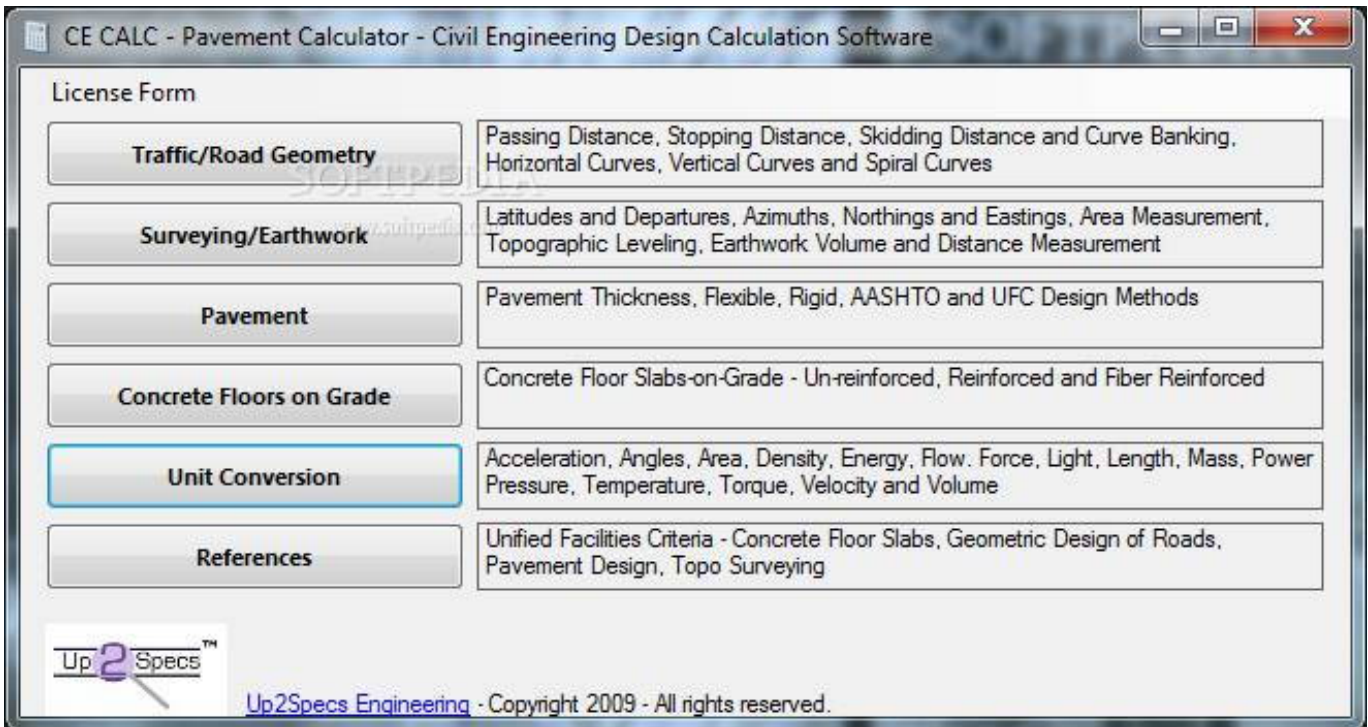 CE CALC - Pavement Calculator - Civil Engineering Design Calculation Software
License Form
Traffic/Road Geometry
Passing Distance, Stopping Distance, Skidding Distance and Curve Banking,
Horizontal Curves, Vertical Curves and Spiral Curves
SOFTPEDIA
www.softpedia.com
Surveying/Earthwork
Latitudes and Departures, Azimuths, Northings and Eastings, Area Measurement,
Topographic Leveling, Earthwork Volume and Distance Measurement
Pavement
Pavement Thickness, Flexible, Rigid, AASHTO and UFC Design Methods
Concrete Floors on Grade
Concrete Floor Slabs-on-Grade - Un-reinforced, Reinforced and Fiber Reinforced
Unit Conversion
Acceleration, Angles, Area, Density, Energy, Flow. Force, Light, Length, Mass, Power
Pressure, Temperature, Torque, Velocity and Volume
References
Unified Facilities Criteria - Concrete Floor Slabs, Geometric Design of Roads,
Pavement Design, Topo Surveying
Up2Specs™
Up2Specs Engineering - Copyright 2009 - All rights reserved.